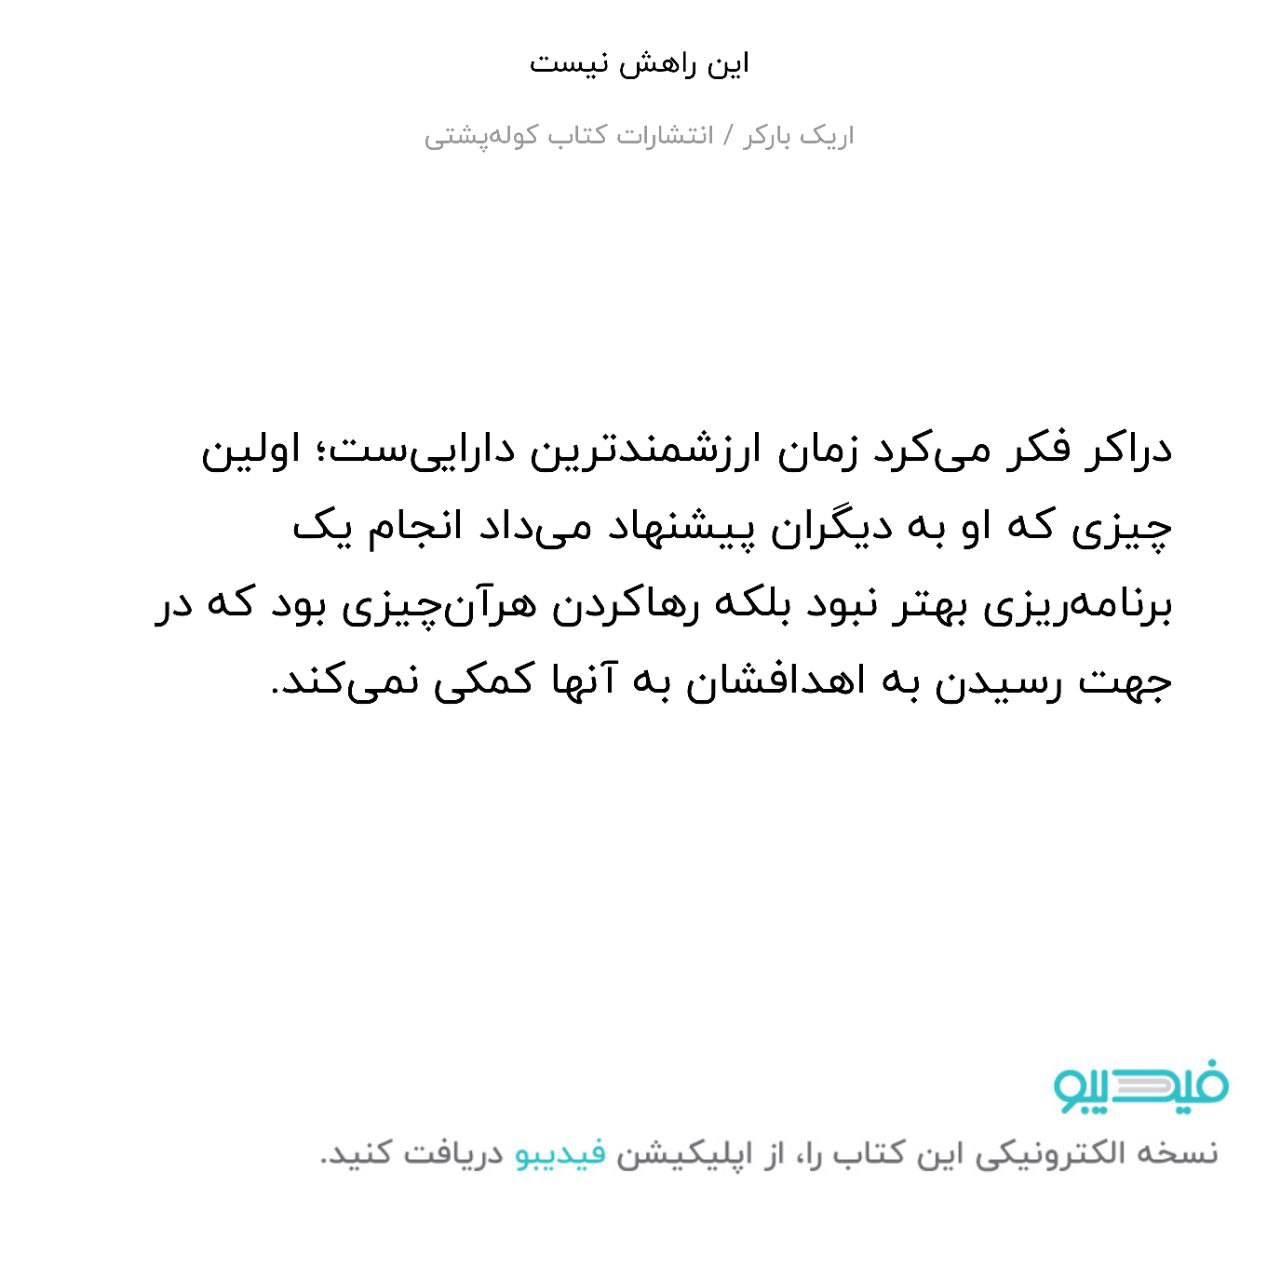 این راهش نیست
اریک بارکر / انتشارات کتاب کوله‌پشتی
دراکر فکر می‌کرد زمان ارزشمندترین دارایی‌ست؛ اولین
چیزی که او به دیگران پیشنهاد می‌داد انجام یک
برنامه‌ریزی بهتر نبود بلکه رهاکردن هرآن‌چیزی بود که در
جهت رسیدن به اهدافشان به آنها کمکی نمی‌کند.
فیدیبو
نسخه الکترونیکی این کتاب را، از اپلیکیشن فیدیبو دریافت کنید.